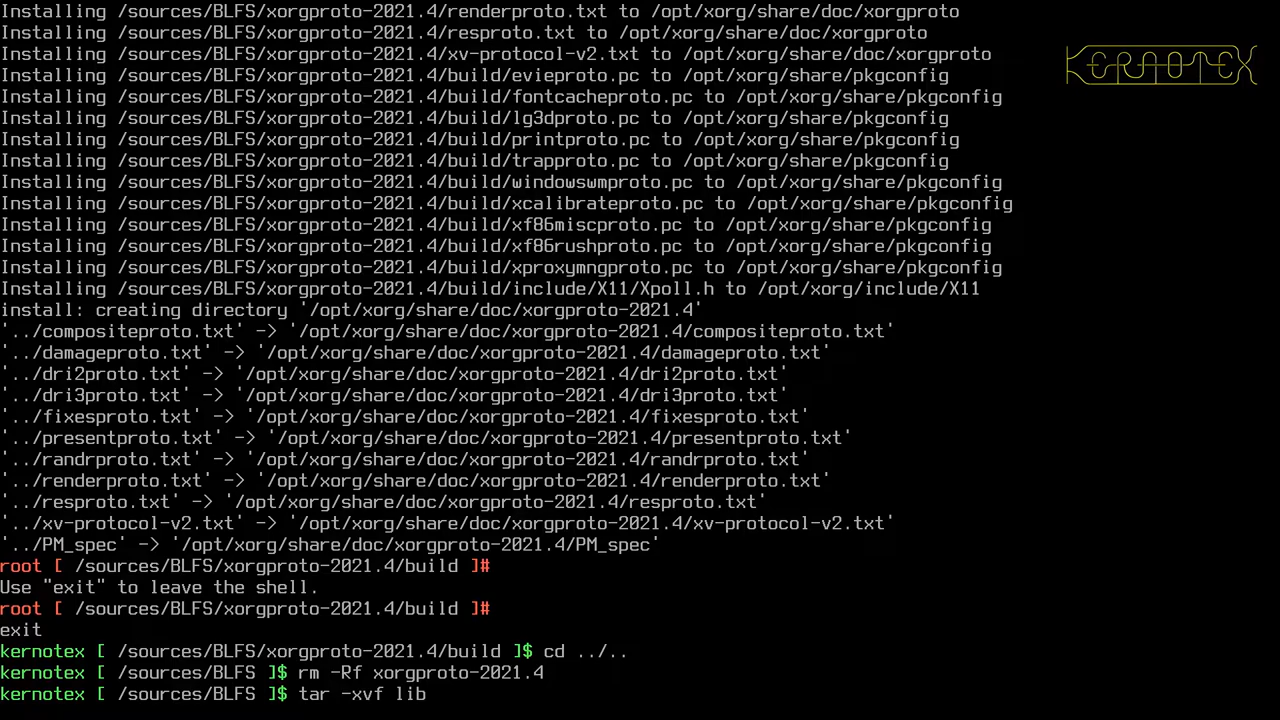 Installing /sources/BLFS/xorgproto-2021.4/renderproto.txt to /opt/xorg/share/doc/xorgproto
Installing /sources/BLFS/xorgproto-2021.4/resproto.txt to /opt/xorg/share/doc/xorgproto
Installing /sources/BLFS/xorgproto-2021.4/xv-protocol-v2.txt to /opt/xorg/share/doc/xorgproto
Installing /sources/BLFS/xorgproto-2021.4/build/evieproto.pc to /opt/xorg/share/pkgconfig
Installing /sources/BLFS/xorgproto-2021.4/build/fontcacheproto.pc to /opt/xorg/share/pkgconfig
Installing /sources/BLFS/xorgproto-2021.4/build/lg3dproto.pc to /opt/xorg/share/pkgconfig
Installing /sources/BLFS/xorgproto-2021.4/build/printproto.pc to /opt/xorg/share/pkgconfig
Installing /sources/BLFS/xorgproto-2021.4/build/trapproto.pc to /opt/xorg/share/pkgconfig
Installing /sources/BLFS/xorgproto-2021.4/build/windowswmproto.pc to /opt/xorg/share/pkgconfig
Installing /sources/BLFS/xorgproto-2021.4/build/xcalibrateproto.pc to /opt/xorg/share/pkgconfig
Installing /sources/BLFS/xorgproto-2021.4/build/xf86miscproto.pc to /opt/xorg/share/pkgconfig
Installing /sources/BLFS/xorgproto-2021.4/build/xf86rushproto.pc to /opt/xorg/share/pkgconfig
Installing /sources/BLFS/xorgproto-2021.4/build/xproxymngproto.pc to /opt/xorg/share/pkgconfig
Installing /sources/BLFS/xorgproto-2021.4/build/include/X11/Xpoll.h to /opt/xorg/include/X11
install: creating directory '/opt/xorg/share/doc/xorgproto-2021.4'
'../compositeproto.txt' -> '/opt/xorg/share/doc/xorgproto-2021.4/compositeproto.txt'
'../damageproto.txt' -> '/opt/xorg/share/doc/xorgproto-2021.4/damageproto.txt'
'../dri2proto.txt' -> '/opt/xorg/share/doc/xorgproto-2021.4/dri2proto.txt'
'../dri3proto.txt' -> '/opt/xorg/share/doc/xorgproto-2021.4/dri3proto.txt'
'../fixesproto.txt' -> '/opt/xorg/share/doc/xorgproto-2021.4/fixesproto.txt'
'../presentproto.txt' -> '/opt/xorg/share/doc/xorgproto-2021.4/presentproto.txt'
'../randrproto.txt' -> '/opt/xorg/share/doc/xorgproto-2021.4/randrproto.txt'
'../renderproto.txt' -> '/opt/xorg/share/doc/xorgproto-2021.4/renderproto.txt'
'../resproto.txt' -> '/opt/xorg/share/doc/xorgproto-2021.4/resproto.txt'
'../xv-protocol-v2.txt' -> '/opt/xorg/share/doc/xorgproto-2021.4/xv-protocol-v2.txt'
'../PM_spec' -> '/opt/xorg/share/doc/xorgproto-2021.4/PM_spec'
root [ /sources/BLFS/xorgproto-2021.4/build ]#
Use "exit" to leave the shell.
root [ /sources/BLFS/xorgproto-2021.4/build ]#
exit
kernotex [ /sources/BLFS/xorgproto-2021.4/build ]$ cd ../..
kernotex [ /sources/BLFS ]$ rm -Rf xorgproto-2021.4
kernotex [ /sources/BLFS ]$ tar -xvf lib
KERNOTEX